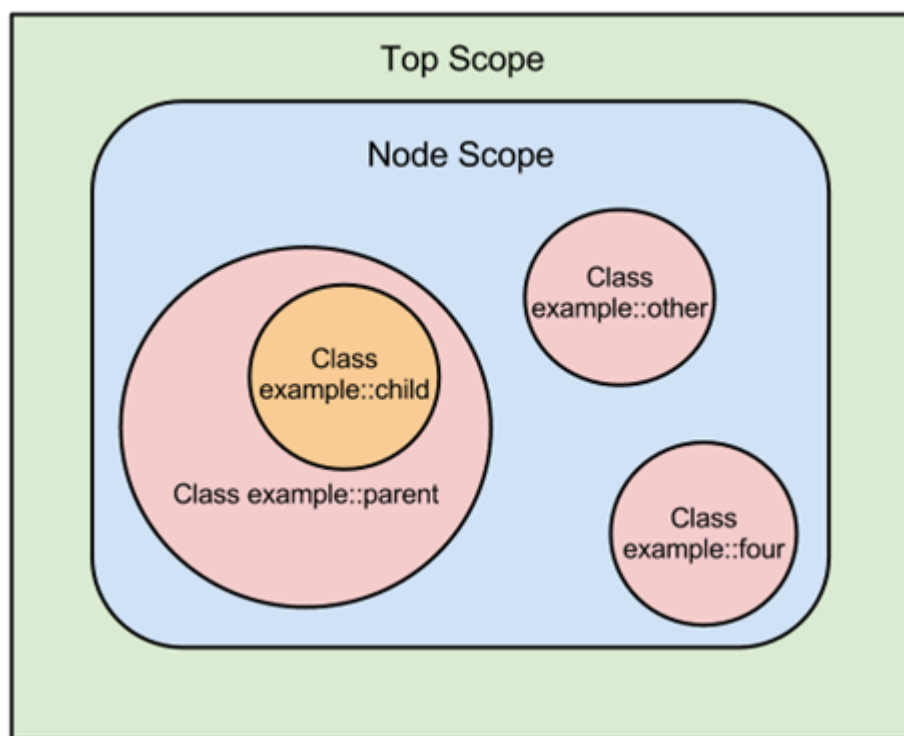 Top Scope
Node Scope
Class
example::other
Class
example::child
Class example::parent
Class
example::four